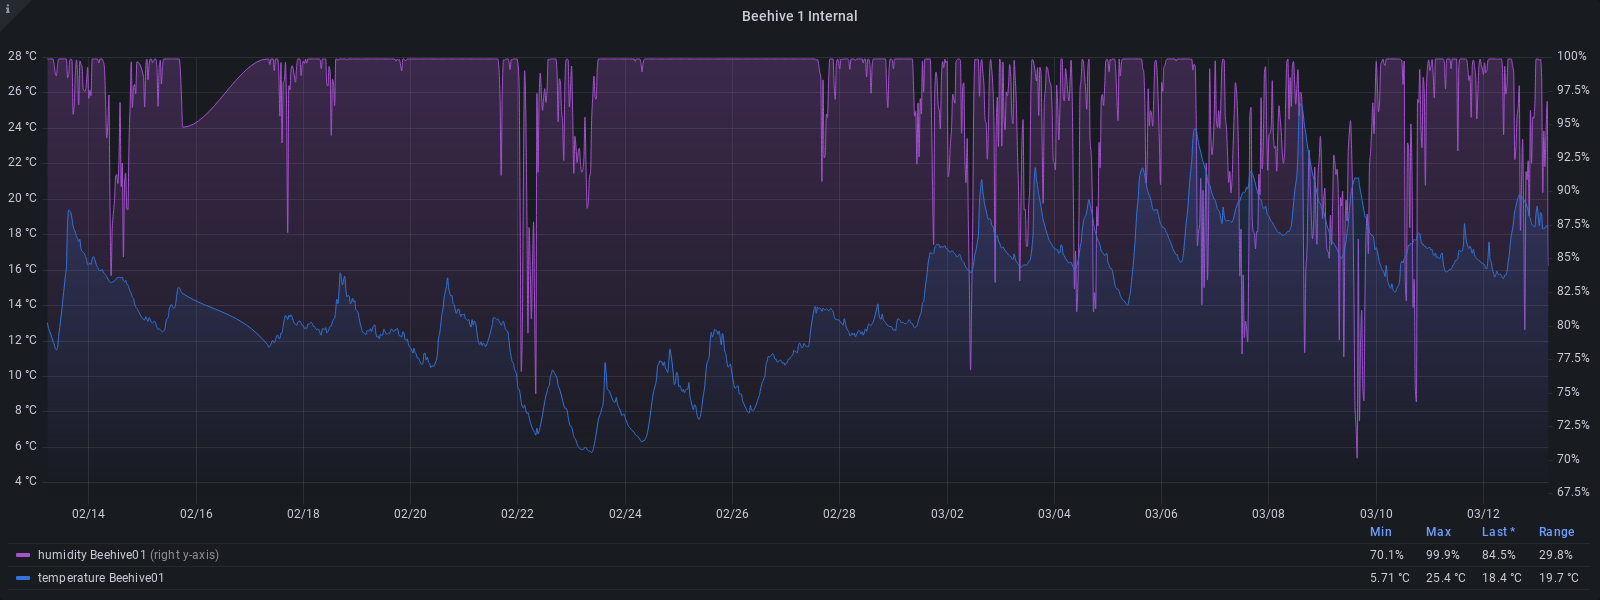 i
Beehive 1 Internal
28 °C 100%
26 °C 97.5%
24 °C 95%
22 °C 92.5%
20 °C 90%
18 °C 87.5%
16 °C 85%
14 °C 82.5%
12 °C 80%
10 °C 77.5%
8 °C 75%
6 °C 72.5%
4 °C 70%
67.5%
02/14 02/16 02/18 02/20 02/22 02/24 02/26 02/28 03/02 03/04 03/06 03/08 03/10 03/12
Min Max Last * Range
humidity Beehive01 (right y-axis) 70.1% 99.9% 84.5% 29.8%
temperature Beehive01 5.71 °C 25.4 °C 18.4 °C 19.7 °C